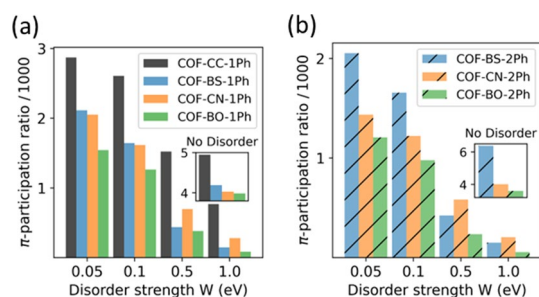 (a)
3
2
1
π-participation ratio / 1000
COF-CC-1Ph
COF-BS-1Ph
COF-CN-1Ph
COF-BO-1Ph
No Disorder
5
4
0.05 0.1 0.5 1.0
Disorder strength W (eV)
(b)
2
1
π-participation ratio / 1000
COF-BS-2Ph
COF-CN-2Ph
COF-BO-2Ph
No Disorder
6
4
0.05 0.1 0.5 1.0
Disorder strength W (eV)